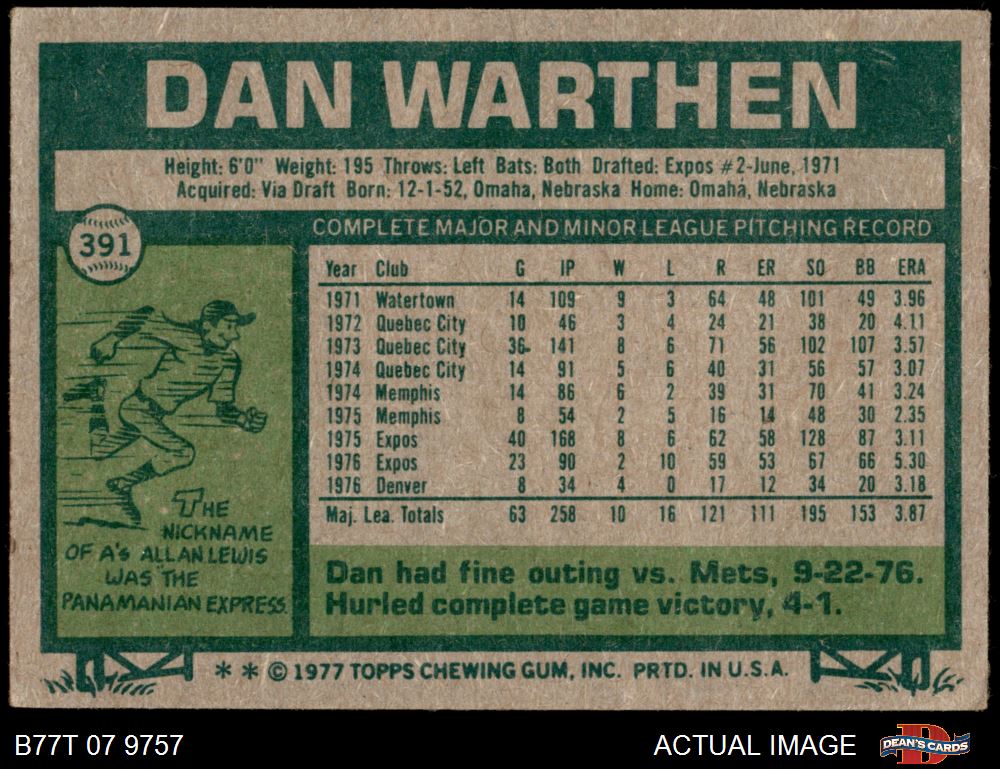 DAN WARTHEN
Height: 6'0" Weight: 195 Throws: Left Bats: Both Drafted: Expos #2-June, 1971
Acquired: Via Draft Born: 12-1-52, Omaha, Nebraska Home: Omaha, Nebraska
391
COMPLETE MAJOR AND MINOR LEAGUE PITCHING RECORD
Year Club G IP W L R ER SO BB ERA
1971 Watertown 14 109 9 3 64 48 101 49 3.96
1972 Quebec City 10 46 3 4 24 21 38 20 4.11
1973 Quebec City 36 141 8 6 71 56 102 107 3.57
1974 Quebec City 14 91 5 6 40 31 56 57 3.07
1974 Memphis 14 86 6 2 39 31 70 41 3.24
1975 Memphis 8 54 2 5 16 14 48 30 2.35
1975 Expos 40 168 8 6 62 58 128 87 3.11
1976 Expos 23 90 2 10 59 53 67 66 5.30
1976 Denver 8 34 4 0 17 12 34 20 3.18
Maj. Lea. Totals 63 258 10 16 121 111 195 153 3.87
THE
NICKNAME
OF A's ALLAN LEWIS
WAS "THE
PANAMANIAN EXPRESS."
Dan had fine outing vs. Mets, 9-22-76.
Hurled complete game victory, 4-1.
* * © 1977 TOPPS CHEWING GUM, INC. PRTD. IN U.S.A.
B77T 07 9757
ACTUAL IMAGE
DEAN'S CARDS